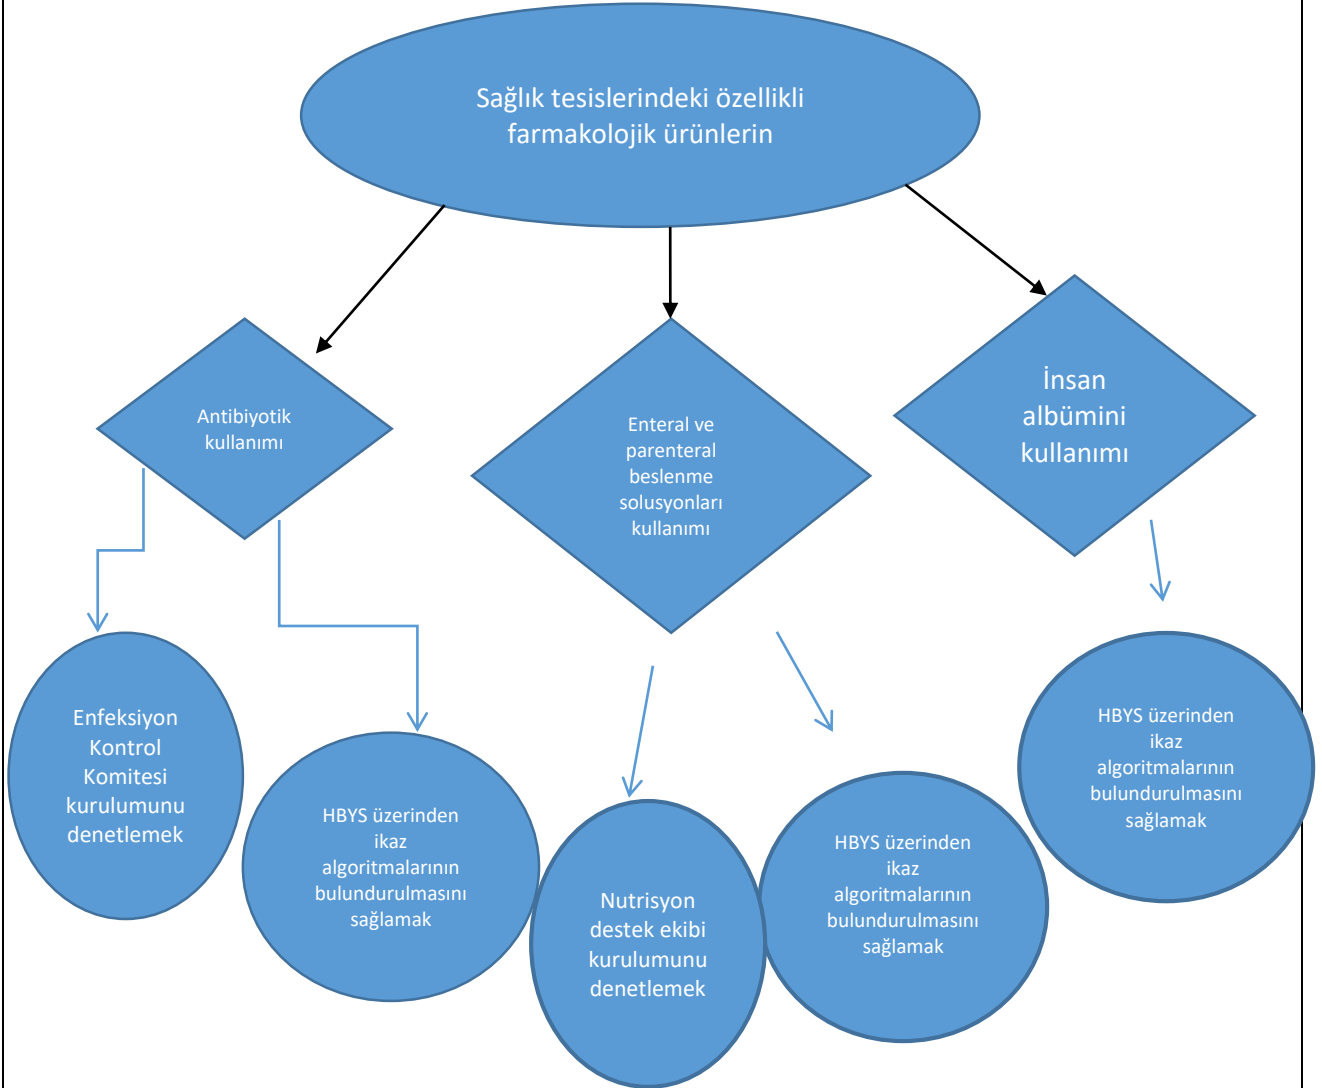 Sağlık tesislerindeki özellikli
farmakolojik ürünlerin
Antibiyotik
kullanımı
Enteral ve
parenteral
beslenme
solusyonları
kullanımı
İnsan
albümini
kullanımı
Enfeksiyon
Kontrol
Komitesi
kurulumunu
denetlemek
HBYS üzerinden
ikaz
algoritmalarının
bulundurulmasını
sağlamak
Nutrisyon
destek ekibi
kurulumunu
denetlemek
HBYS üzerinden
ikaz
algoritmalarının
bulundurulmasını
sağlamak
HBYS üzerinden
ikaz
algoritmalarının
bulundurulmasını
sağlamak